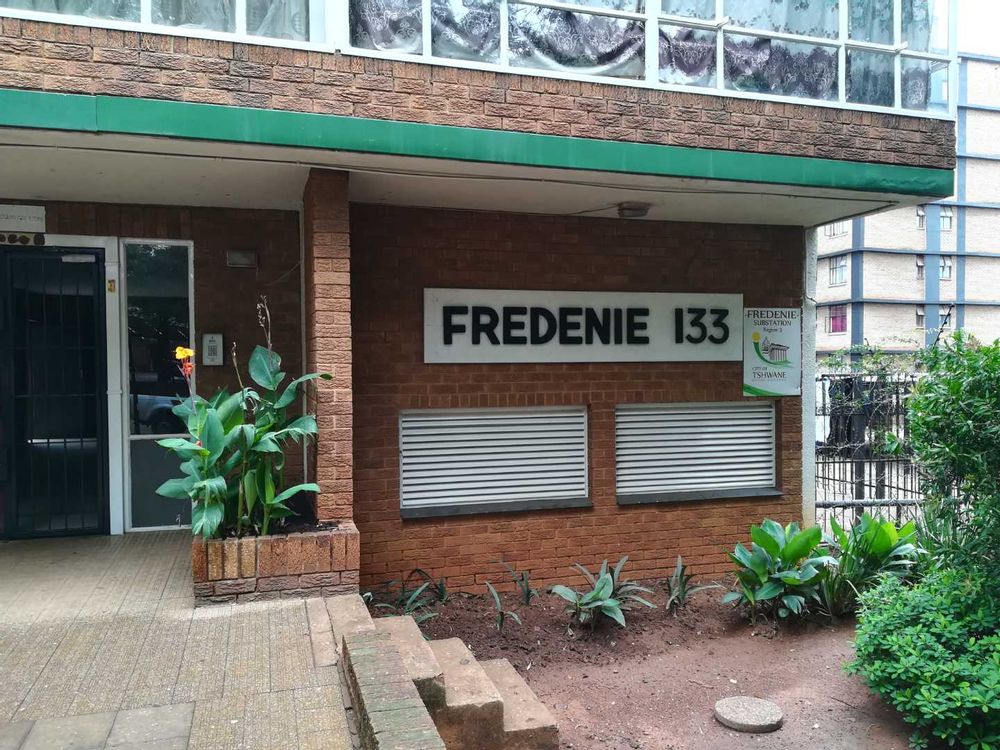 FREDENIE 133
FREDENIE
SUBSTATION
Region 3
CITY OF
TSHWANE